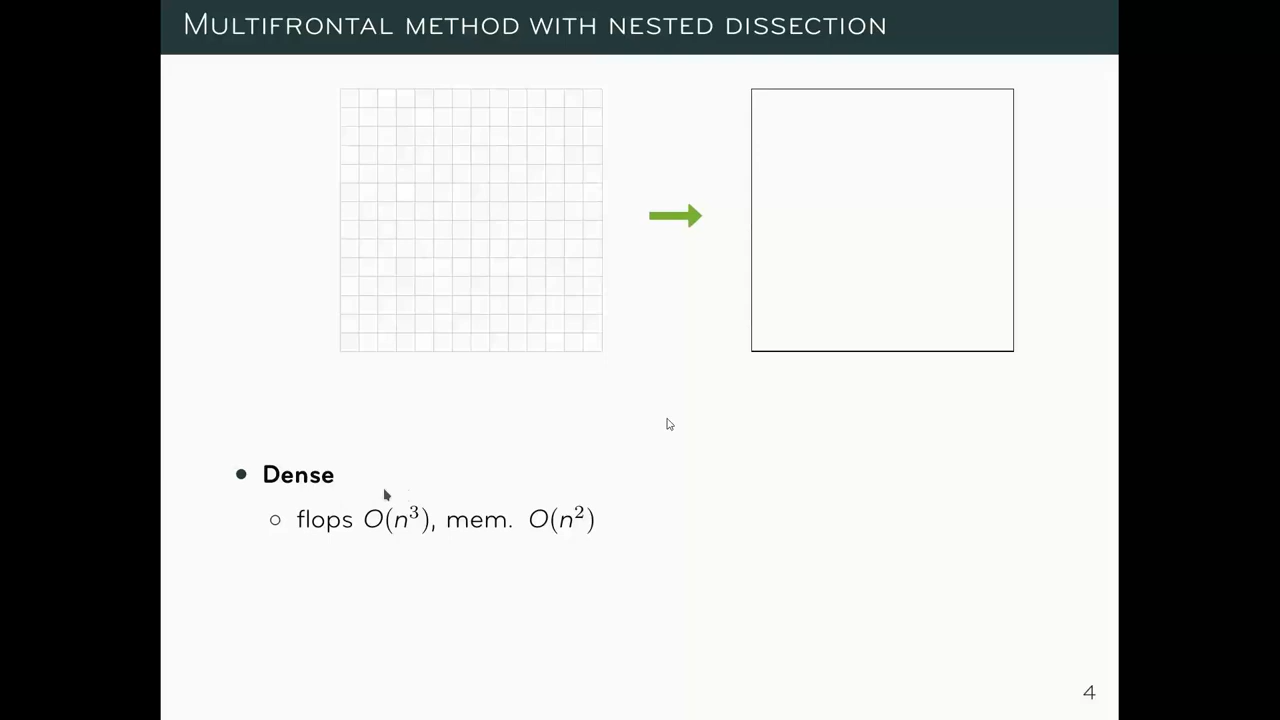 MULTIFRONTAL METHOD WITH NESTED DISSECTION
• Dense
○ flops O(n³), mem. O(n²)
4